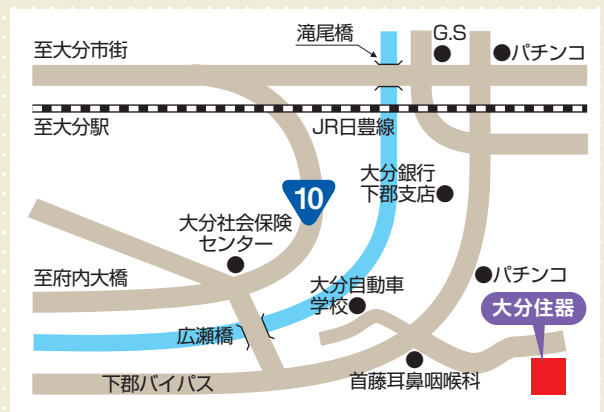 滝尾橋
G.S
至大分市街
パチンコ
至大分駅
JR日豊線
大分銀行
下郡支店
10
大分社会保険
センター
至府内大橋
大分自動車
学校
パチンコ
大分住器
広瀬橋
下郡バイパス
首藤耳鼻咽喉科